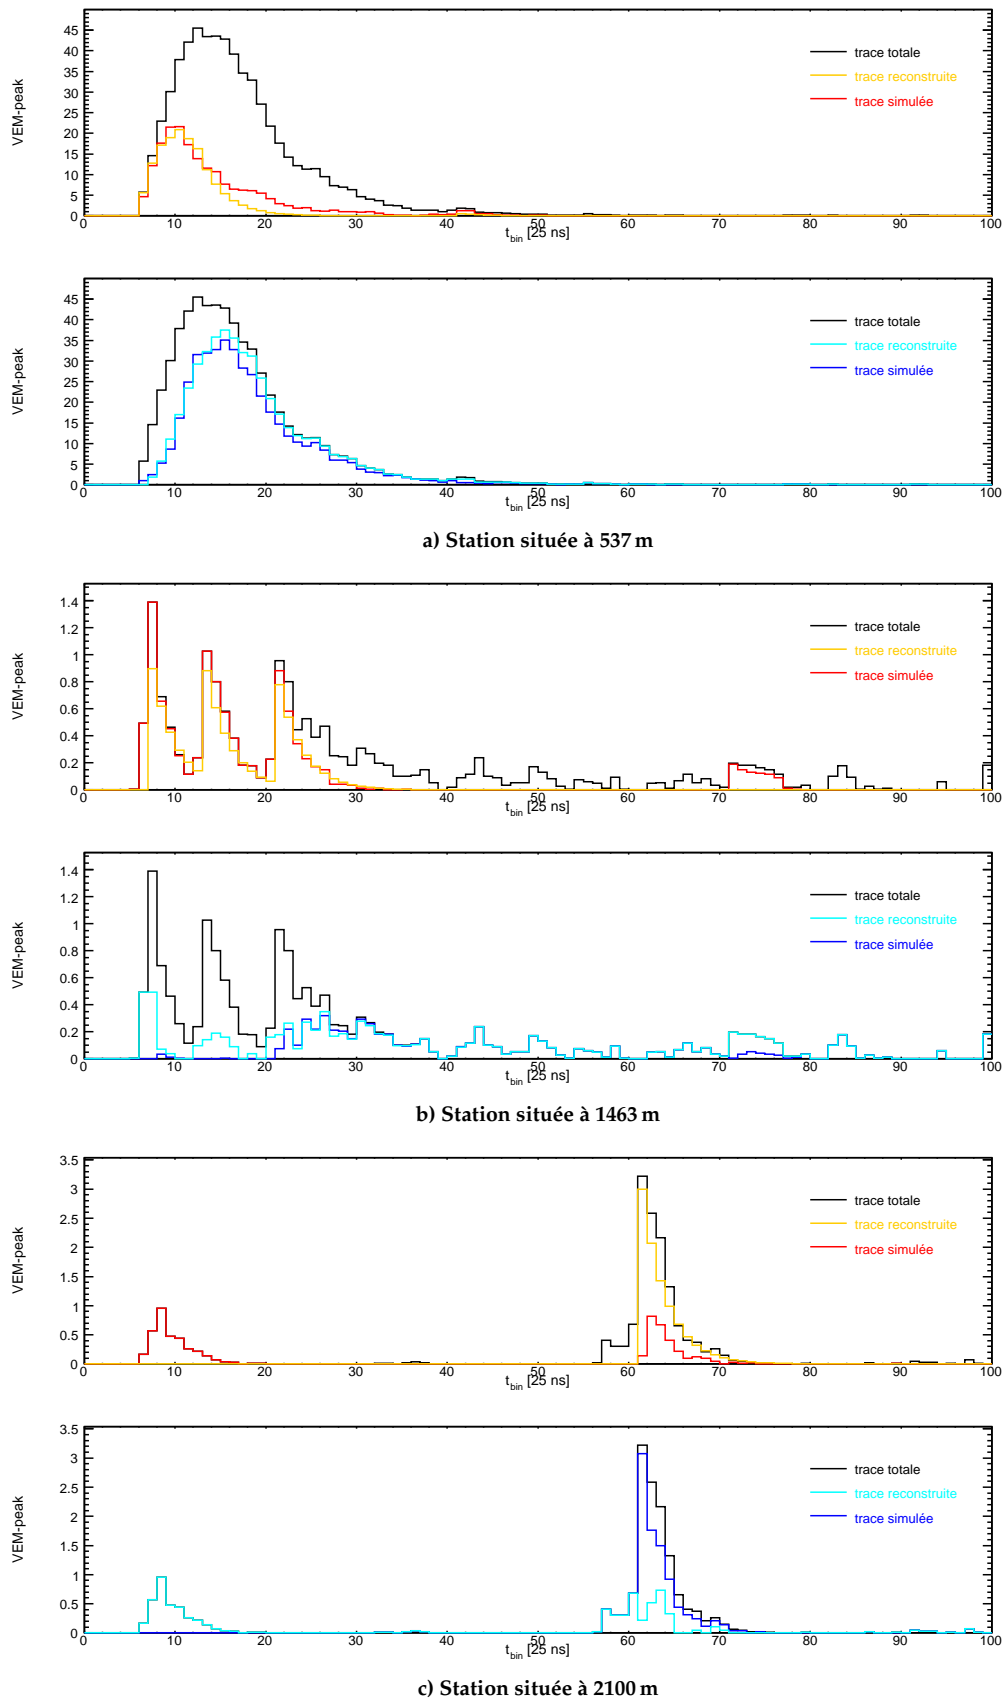 45
40
35
30
25
20
15
10
5
0
VEM-peak
trace totale
trace reconstruite
trace simulée
0 10 20 30 40 50 60 70 80 90 100
t_bin [25 ns]
45
40
35
30
25
20
15
10
5
0
VEM-peak
trace totale
trace reconstruite
trace simulée
0 10 20 30 40 50 60 70 80 90 100
t_bin [25 ns]
a) Station située à 537 m
1.4
1.2
1
0.8
0.6
0.4
0.2
0
VEM-peak
trace totale
trace reconstruite
trace simulée
0 10 20 30 40 50 60 70 80 90 100
t_bin [25 ns]
1.4
1.2
1
0.8
0.6
0.4
0.2
0
VEM-peak
trace totale
trace reconstruite
trace simulée
0 10 20 30 40 50 60 70 80 90 100
t_bin [25 ns]
b) Station située à 1463 m
3.5
3
2.5
2
1.5
1
0.5
0
VEM-peak
trace totale
trace reconstruite
trace simulée
0 10 20 30 40 50 60 70 80 90 100
t_bin [25 ns]
3.5
3
2.5
2
1.5
1
0.5
0
VEM-peak
trace totale
trace reconstruite
trace simulée
0 10 20 30 40 50 60 70 80 90 100
t_bin [25 ns]
c) Station située à 2100 m